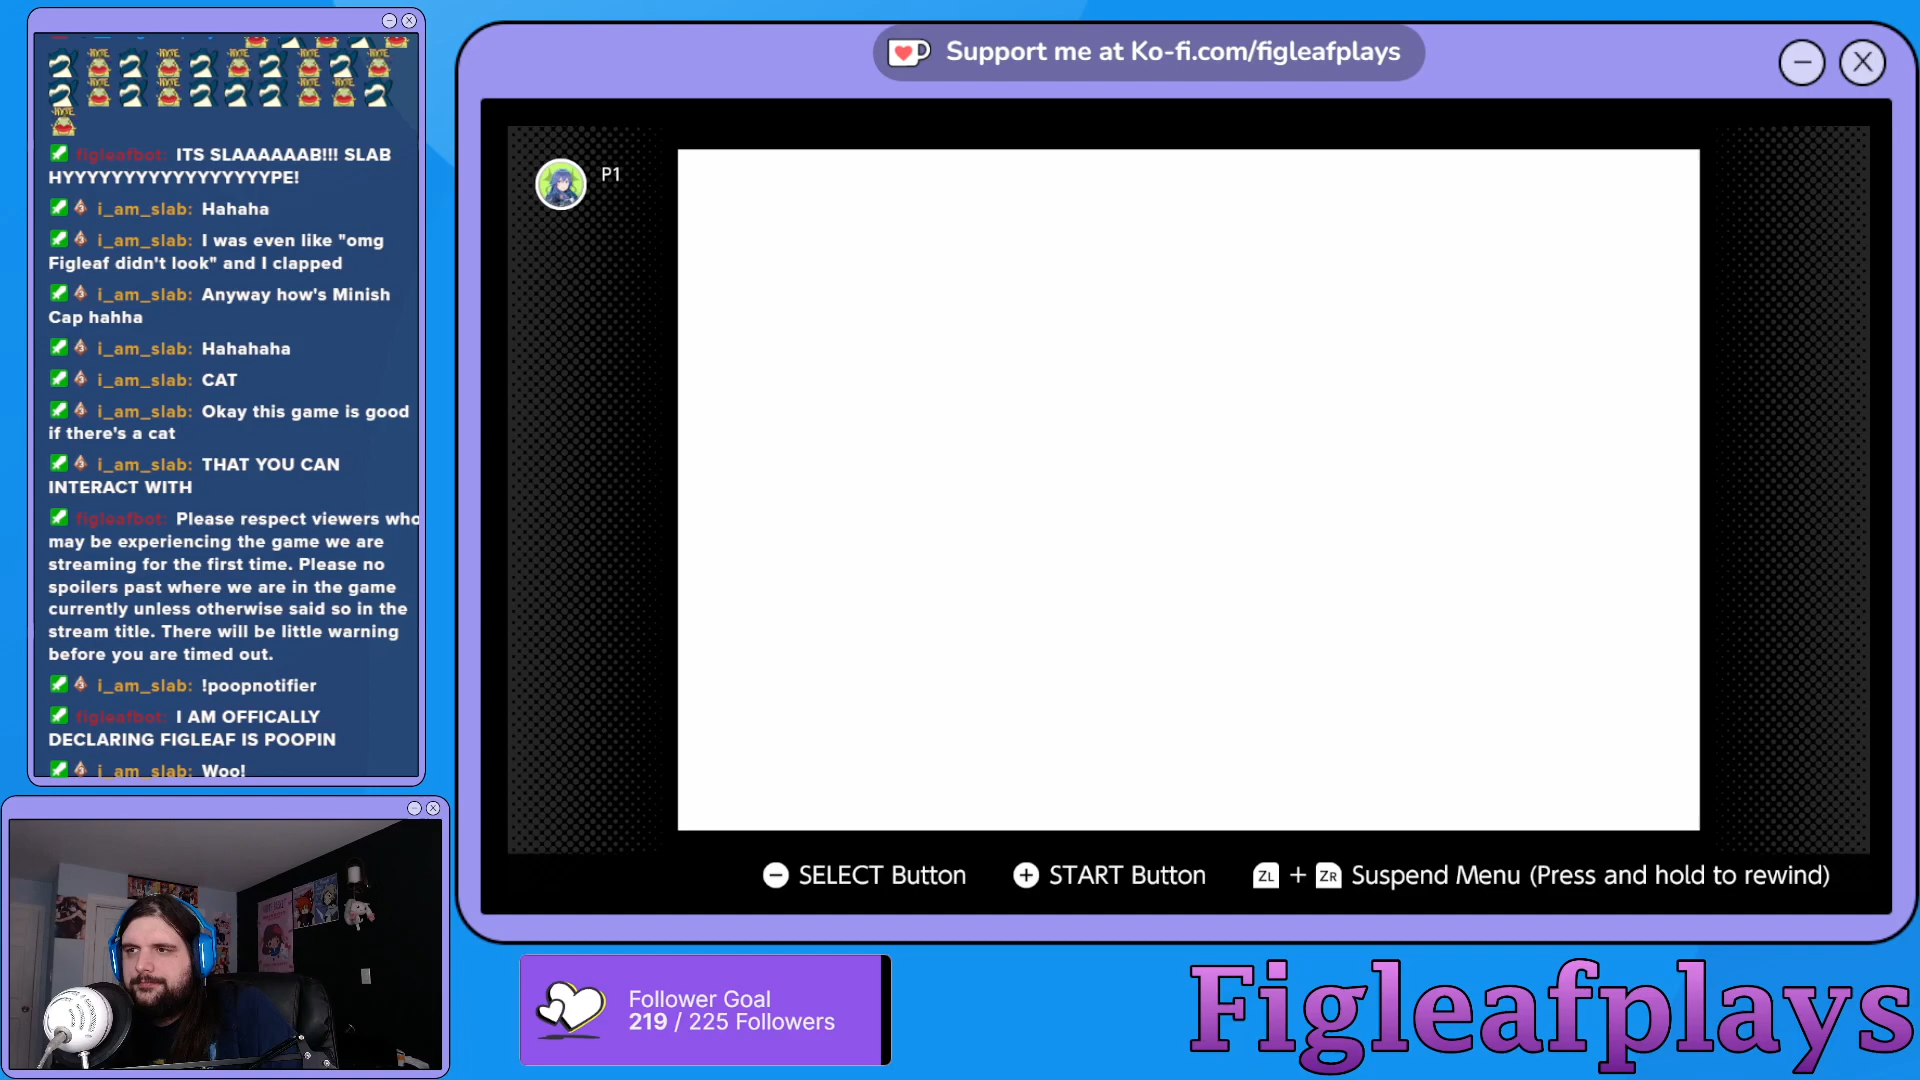 figleafbot: ITS SLAAAAAAB!!! SLAB
HYYYYYYYYYYYYYYYYYPE!
i_am_slab: Hahaha
i_am_slab: I was even like "omg
Figleaf didn't look" and I clapped
i_am_slab: Anyway how's Minish
Cap hahha
i_am_slab: Hahahaha
i_am_slab: CAT
i_am_slab: Okay this game is good
if there's a cat
i_am_slab: THAT YOU CAN
INTERACT WITH
figleafbot: Please respect viewers who
may be experiencing the game we are
streaming for the first time. Please no
spoilers past where we are in the game
currently unless otherwise said so in the
stream title. There will be little warning
before you are timed out.
i_am_slab: !poopnotifier
figleafbot: I AM OFFICALLY
DECLARING FIGLEAF IS POOPIN
i_am_slab: Woo!
Support me at Ko-fi.com/figleafplays
P1
SELECT Button START Button ZL + ZR Suspend Menu (Press and hold to rewind)
Follower Goal
219 / 225 Followers
Figleafplays